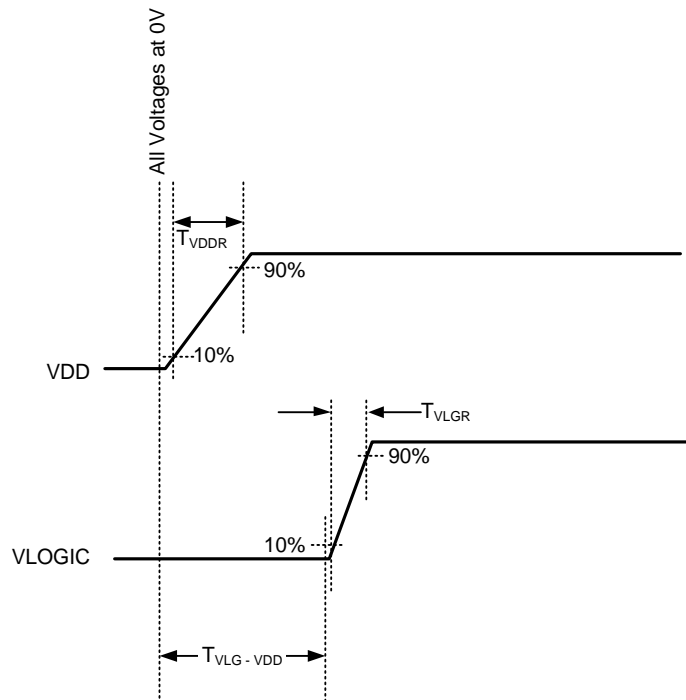 All Voltages at 0V
TVDDR
90%
10%
VDD
TVLGR
90%
10%
VLOGIC
TVLG - VDD